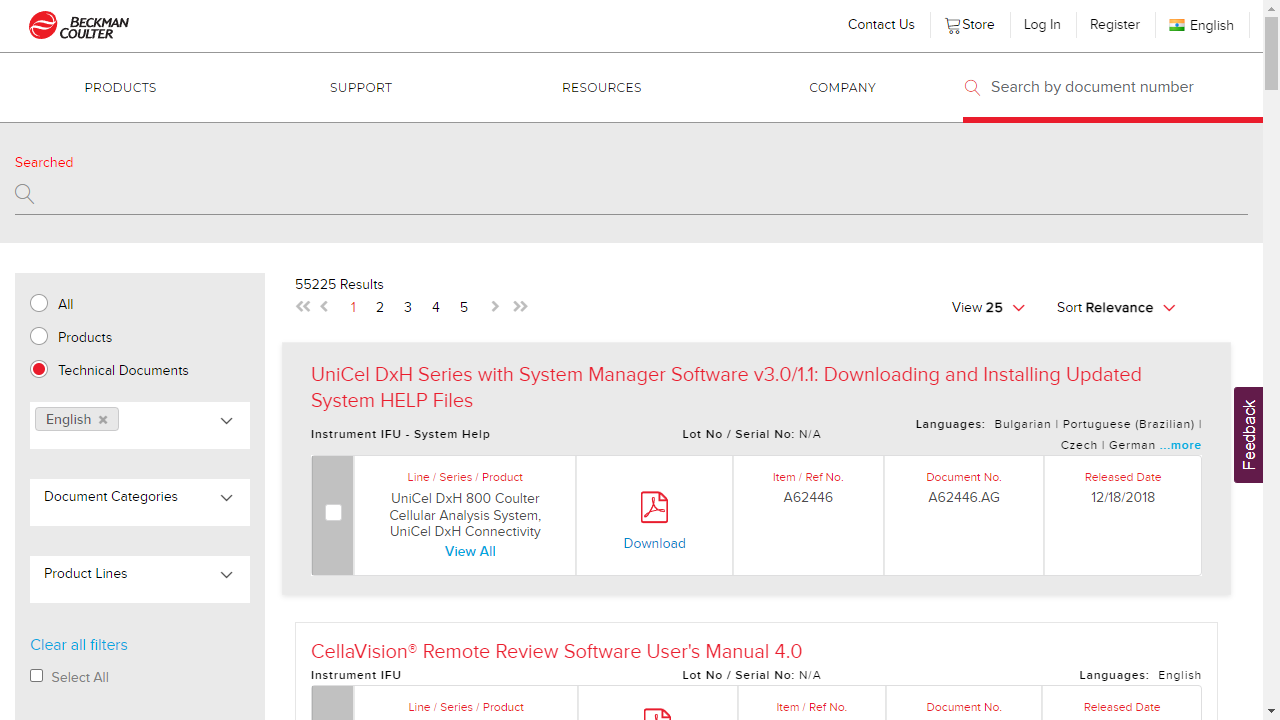 BECKMAN
COULTER
Contact Us
Store
Log In
Register
English
PRODUCTS
SUPPORT
RESOURCES
COMPANY
Search by document number
Searched
All
Products
Technical Documents
English
Document Categories
Product Lines
Clear all filters
Select All
55225 Results
1 2 3 4 5
View 25
Sort Relevance
UniCel DxH Series with System Manager Software v3.0/1.1: Downloading and Installing Updated
System HELP Files
Instrument IFU - System Help
Lot No / Serial No: N/A
Languages: Bulgarian | Portuguese (Brazilian) |
Czech | German ...more
Line / Series / Product
UniCel DxH 800 Coulter
Cellular Analysis System,
UniCel DxH Connectivity
View All
Download
Item / Ref No.
A62446
Document No.
A62446.AG
Released Date
12/18/2018
CellaVision® Remote Review Software User's Manual 4.0
Instrument IFU
Lot No / Serial No: N/A
Languages: English
Line / Series / Product
Item / Ref No.
Document No.
Released Date
Feedback